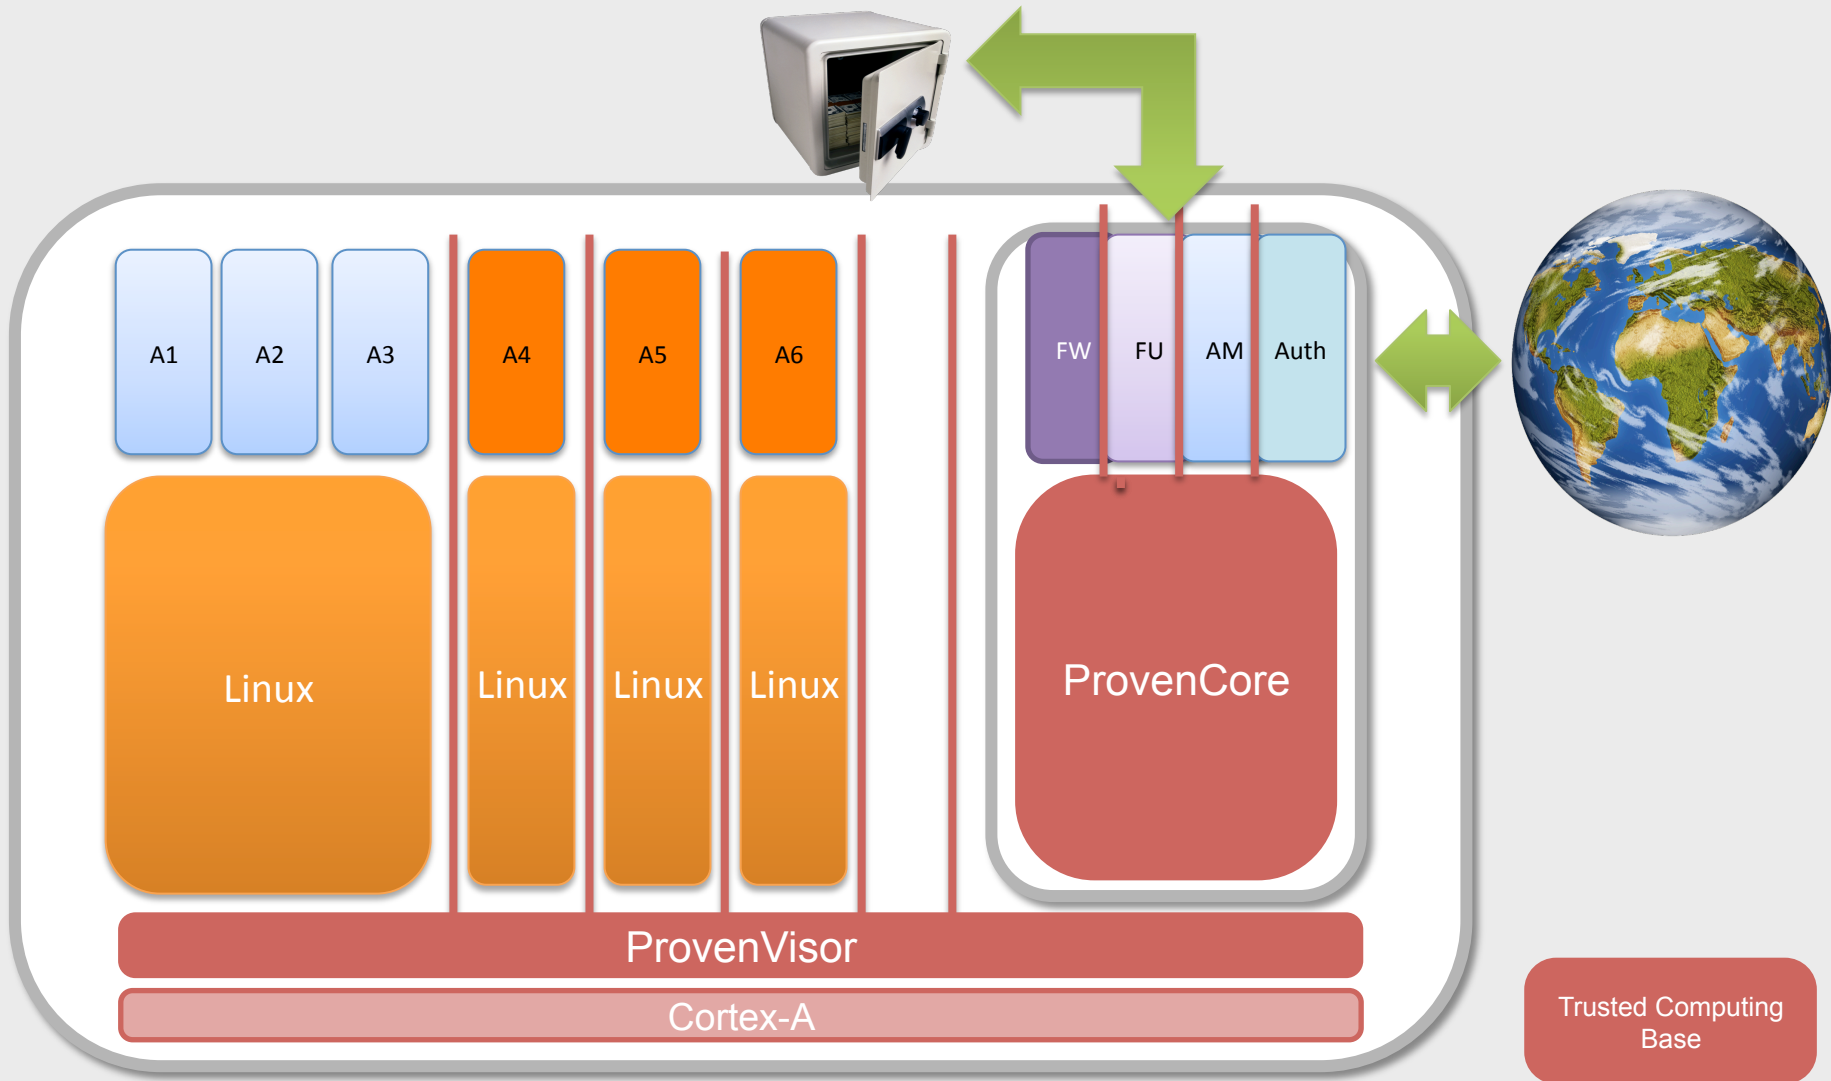 A1
A2
A3
A4
A5
A6
FW
FU
AM
Auth
Linux
Linux
Linux
Linux
ProvenCore
ProvenVisor
Cortex-A
Trusted Computing
Base